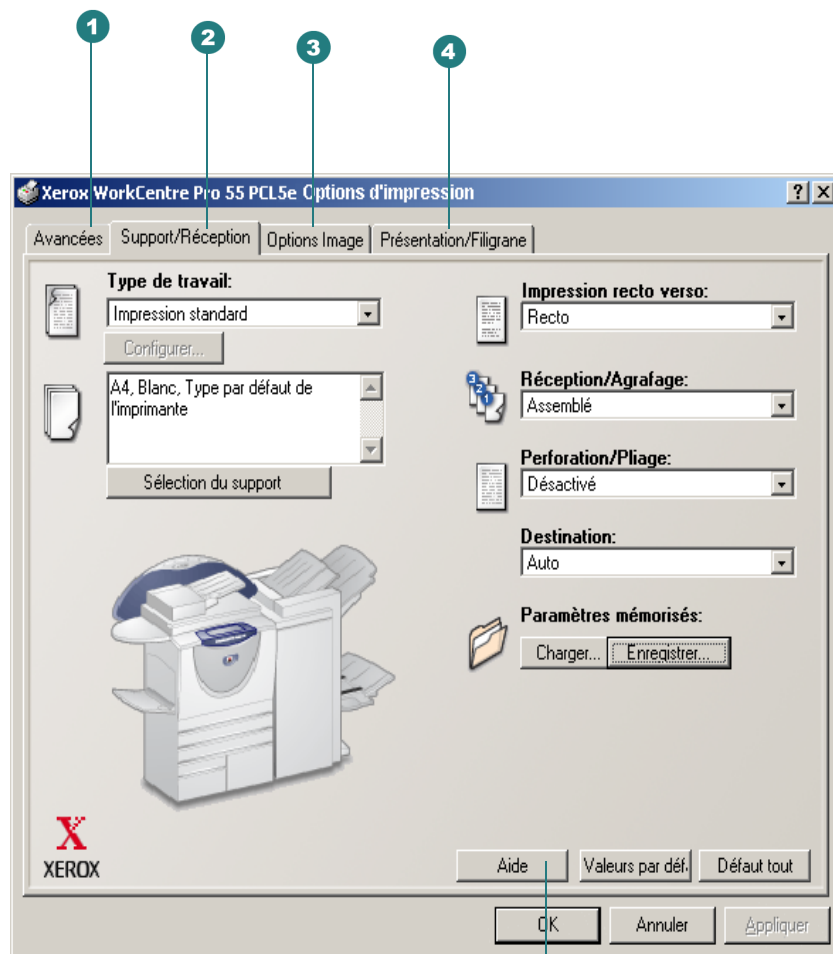 1
2
3
4
Xerox WorkCentre Pro 55 PCL5e Options d'impression
Avancées
Support/Réception
Options Image
Présentation/Filigrane
Type de travail:
Impression standard
Configurer...
A4, Blanc, Type par défaut de
l'imprimante
Sélection du support
Impression recto verso:
Recto
3
2
1
Réception/Agrafage:
Assemblé
Perforation/Pliage:
Désactivé
Destination:
Auto
Paramètres mémorisés:
Charger...
Enregistrer...
X
XEROX
Aide
Valeurs par déf.
Défaut tout
OK
Annuler
Appliquer